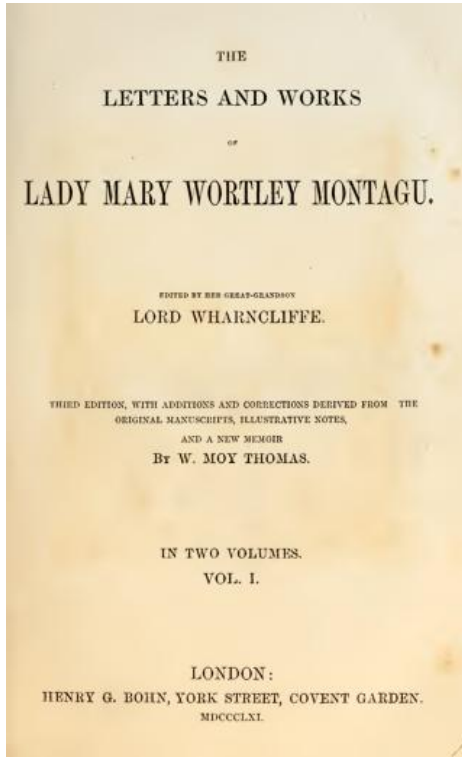 THE
LETTERS AND WORKS
OF
LADY MARY WORTLEY MONTAGU.
EDITED BY HER GREAT-GRANDSON
LORD WHARNCLIFFE.
THIRD EDITION, WITH ADDITIONS AND CORRECTIONS DERIVED FROM THE
ORIGINAL MANUSCRIPTS, ILLUSTRATIVE NOTES,
AND A NEW MEMOIR
BY W. MOY THOMAS.
IN TWO VOLUMES.
VOL. I.
LONDON:
HENRY G. BOHN, YORK STREET, COVENT GARDEN.
MDCCCLXI.